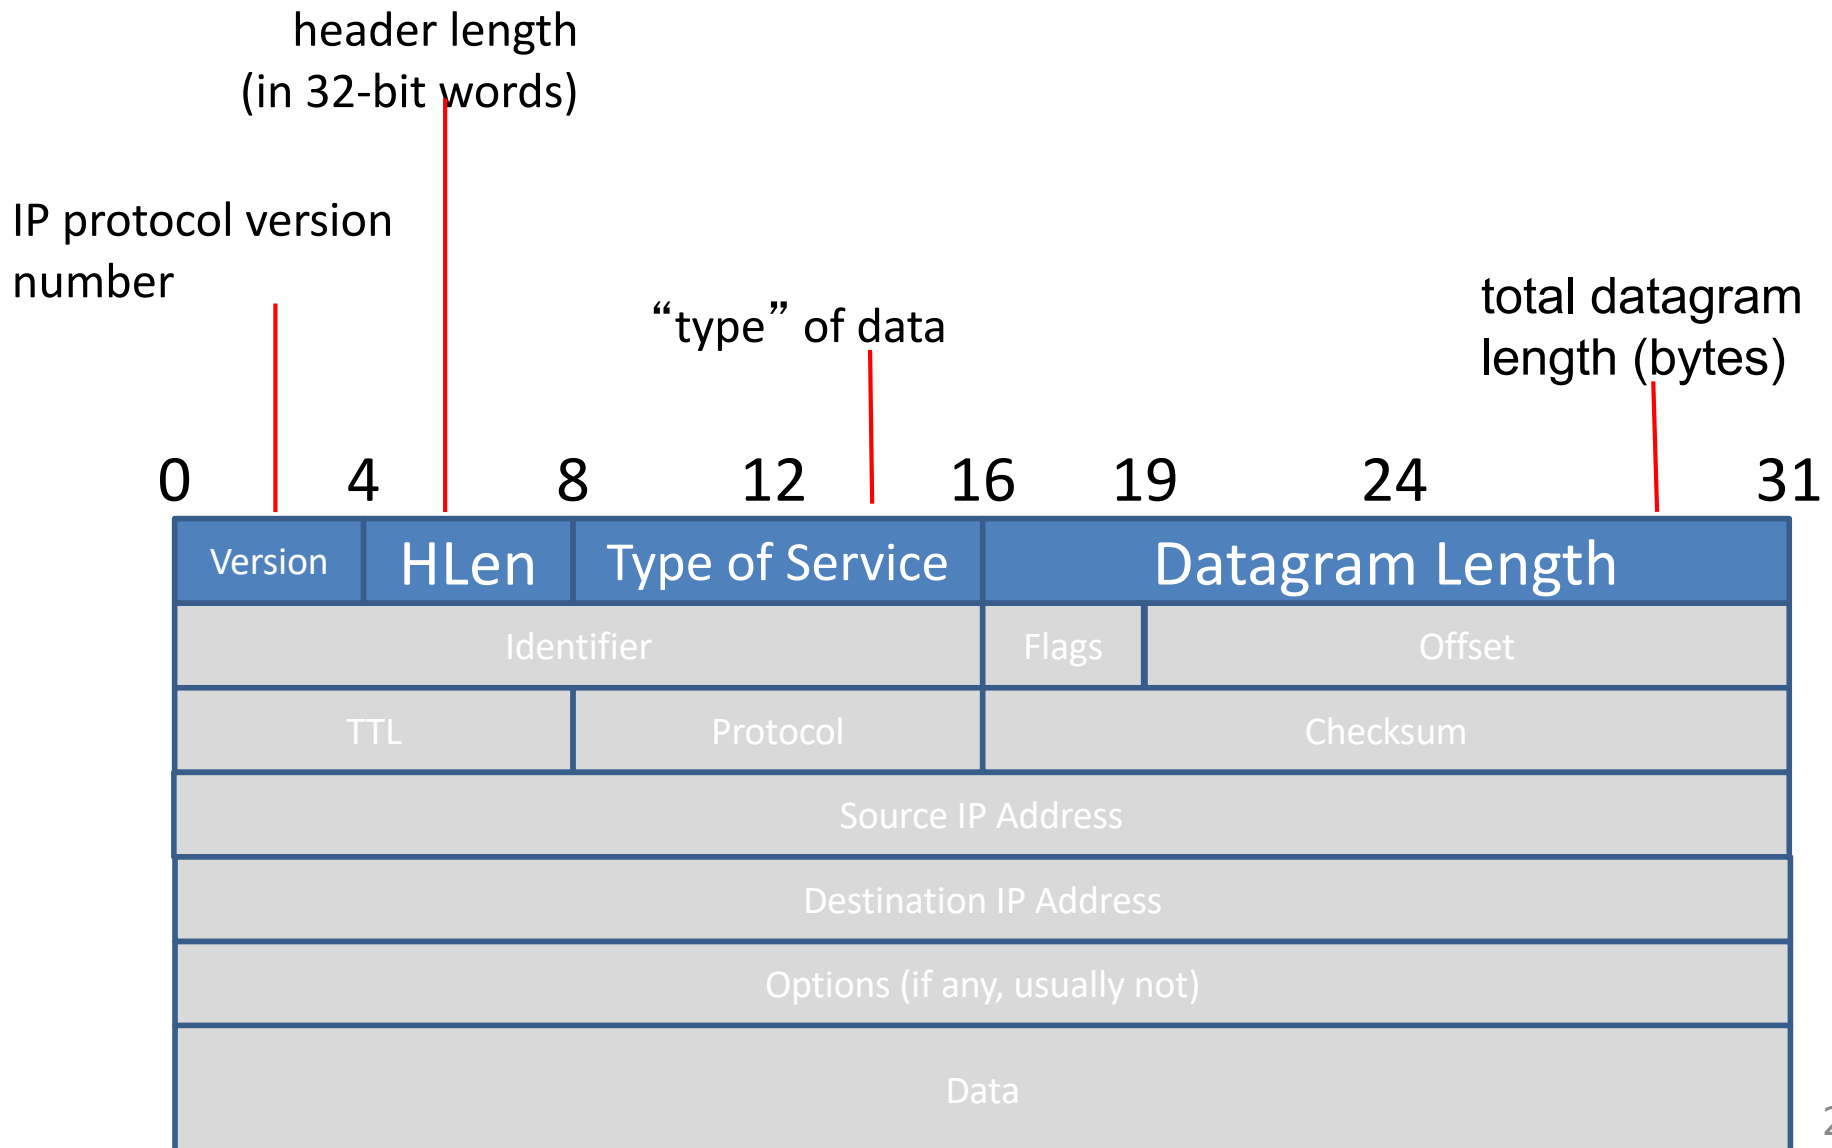 header length
(in 32-bit words)
IP protocol version
number
“type” of data
total datagram
length (bytes)
0 4 8 12 16 19 24 31
Version HLen Type of Service Datagram Length
Identifier Flags Offset
TTL Protocol Checksum
Source IP Address
Destination IP Address
Options (if any, usually not)
Data